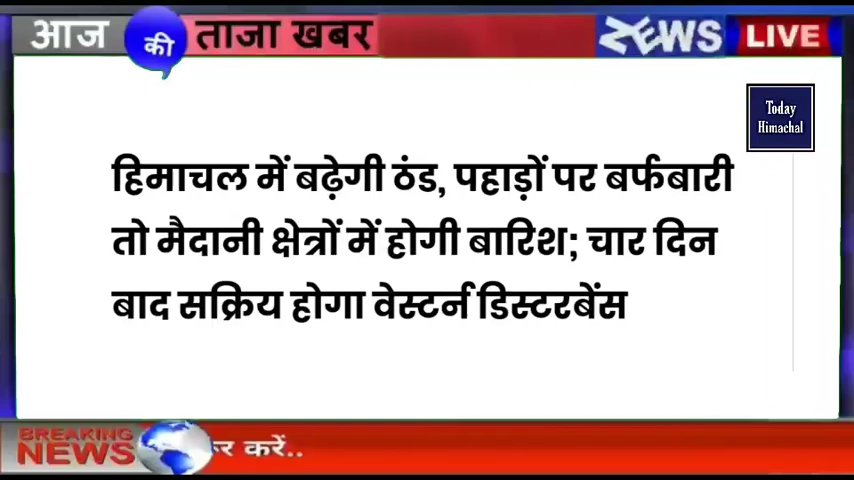 आज की ताजा खबर
NEWS LIVE
Today
Himachal
हिमाचल में बढ़ेगी ठंड, पहाड़ों पर बर्फबारी
तो मैदानी क्षेत्रों में होगी बारिश; चार दिन
बाद सक्रिय होगा वेस्टर्न डिस्टरबेंस
BREAKING
NEWS
करें..